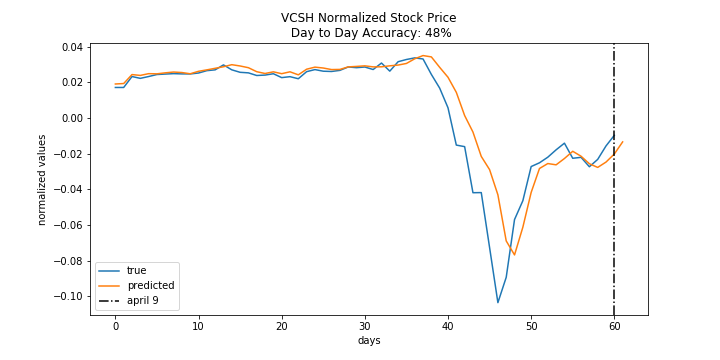 VCSH Normalized Stock Price
Day to Day Accuracy: 48%
0.04
0.02
0.00
−0.02
−0.04
−0.06
−0.08
−0.10
normalized values
true
predicted
april 9
0 10 20 30 40 50 60
days